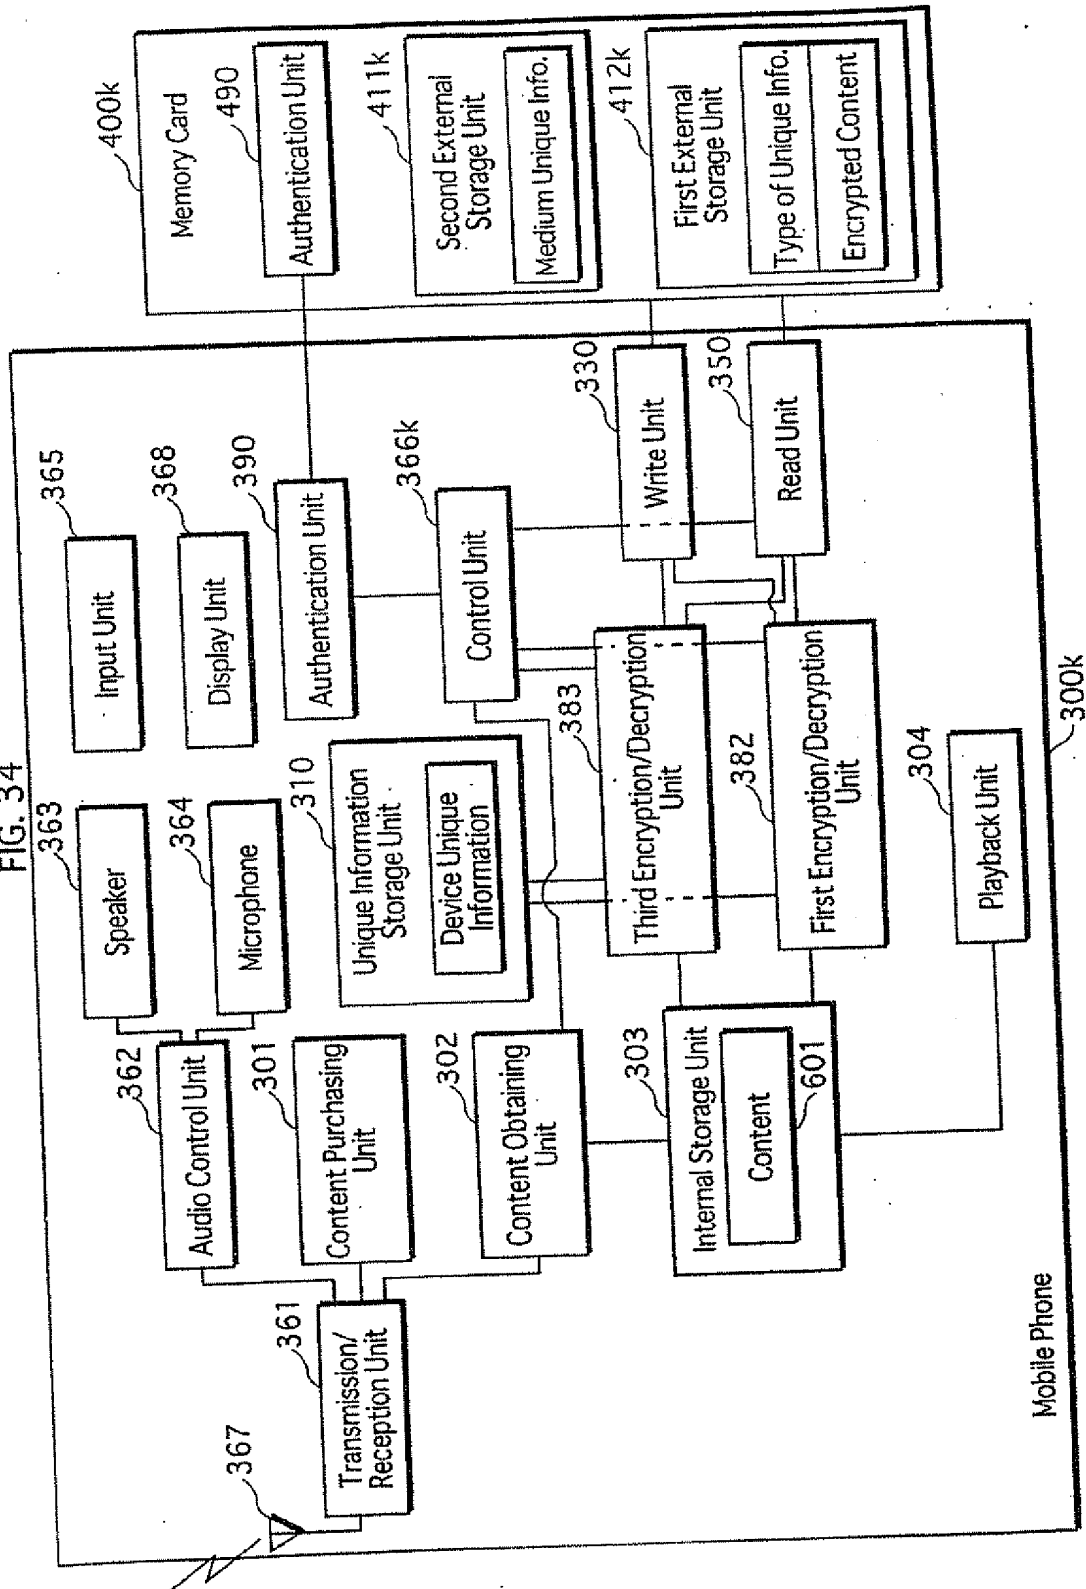 FIG. 34
367
361
Transmission/
Reception Unit
362
Audio Control Unit
363
Speaker
364
Microphone
365
Input Unit
368
Display Unit
301
Content Purchasing
Unit
302
Content Obtaining
Unit
310
Unique Information
Storage Unit
Device Unique
Information
390
Authentication Unit
366k
Control Unit
303
Internal Storage Unit
Content
601
383
Third Encryption/Decryption
Unit
382
First Encryption/Decryption
Unit
330
Write Unit
350
Read Unit
304
Playback Unit
Mobile Phone
300k
400k
Memory Card
490
Authentication Unit
411k
Second External
Storage Unit
Medium Unique Info.
412k
First External
Storage Unit
Type of Unique Info.
Encrypted Content